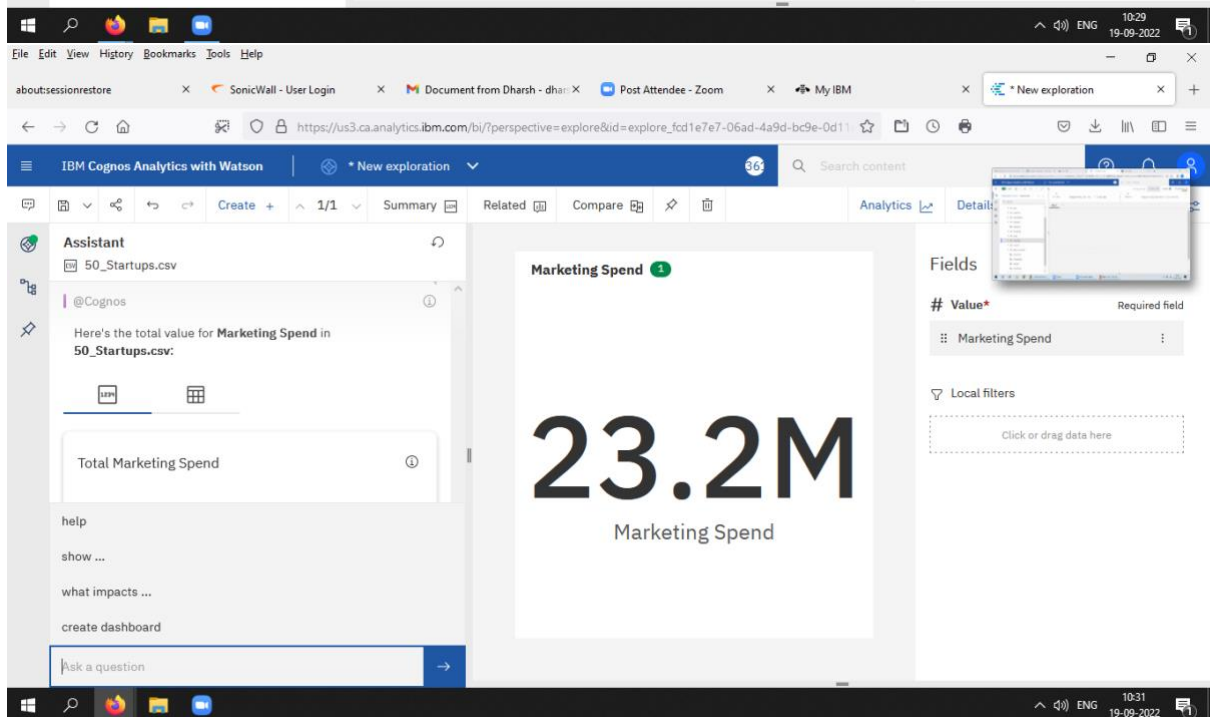 ENG
10:29
19-09-2022
File Edit View History Bookmarks Tools Help
about:sessionrestore
SonicWall - User Login
Document from Dharsh - dhar
Post Attendee - Zoom
My IBM
* New exploration
https://us3.ca.analytics.ibm.com/bi/?perspective=explore&id=explore_fcd1e7e7-06ad-4a9d-bc9e-0d11
IBM Cognos Analytics with Watson
* New exploration
Search content
Create +
1/1
Summary
Related
Compare
Analytics
Details
Assistant
50_Startups.csv
@Cognos
Here's the total value for Marketing Spend in
50_Startups.csv:
Total Marketing Spend
help
show ...
what impacts ...
create dashboard
Ask a question
Marketing Spend 1
23.2M
Marketing Spend
Fields
# Value*
Required field
Marketing Spend
Local filters
Click or drag data here
ENG
10:31
19-09-2022